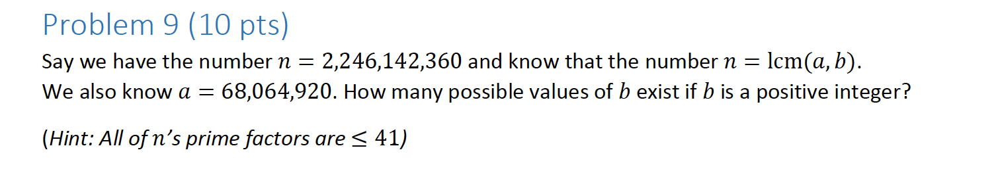 Problem 9 (10 pts)
Say we have the number n = 2,246,142,360 and know that the number n = lcm(a, b).
We also know a = 68,064,920. How many possible values of b exist if b is a positive integer?
(Hint: All of n's prime factors are ≤ 41)